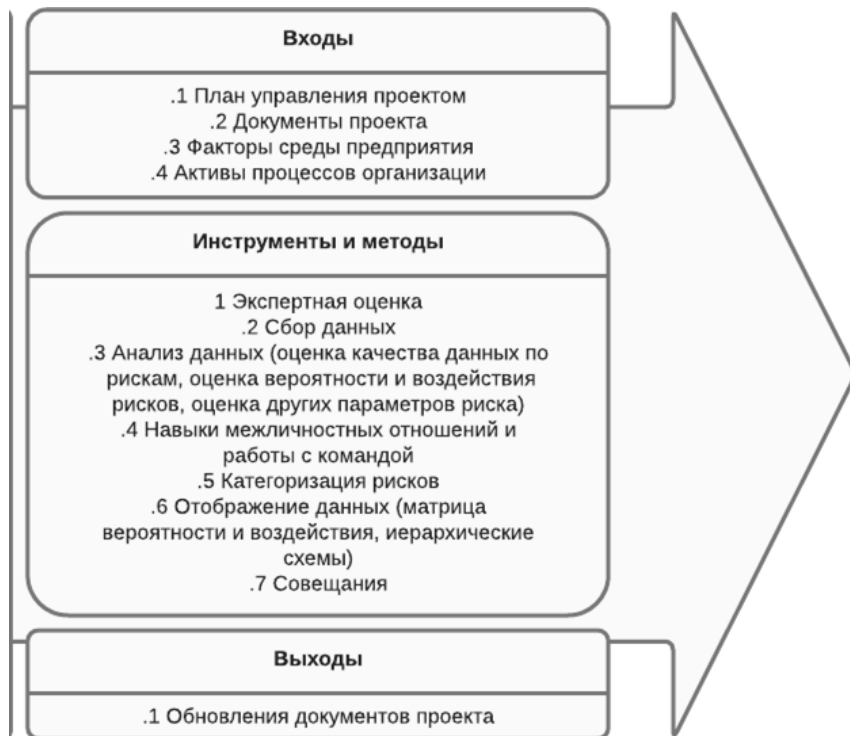 Входы
.1 План управления проектом
.2 Документы проекта
.3 Факторы среды предприятия
.4 Активы процессов организации
Инструменты и методы
1 Экспертная оценка
.2 Сбор данных
.3 Анализ данных (оценка качества данных по
рискам, оценка вероятности и воздействия
рисков, оценка других параметров риска)
.4 Навыки межличностных отношений и
работы с командой
.5 Категоризация рисков
.6 Отображение данных (матрица
вероятности и воздействия, иерархические
схемы)
.7 Совещания
Выходы
.1 Обновления документов проекта